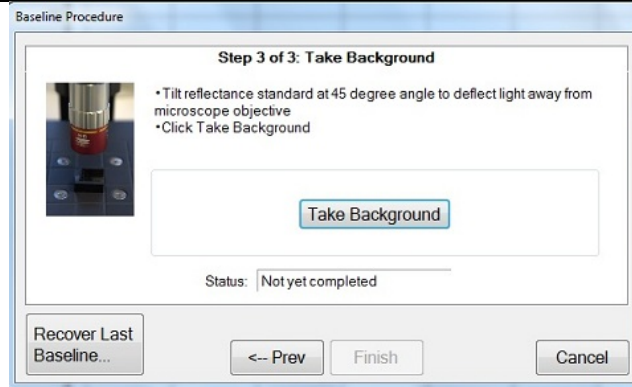 Baseline Procedure
Step 3 of 3: Take Background
•Tilt reflectance standard at 45 degree angle to deflect light away from
microscope objective
•Click Take Background
Take Background
Status: Not yet completed
Recover Last
Baseline...
<-- Prev
Finish
Cancel